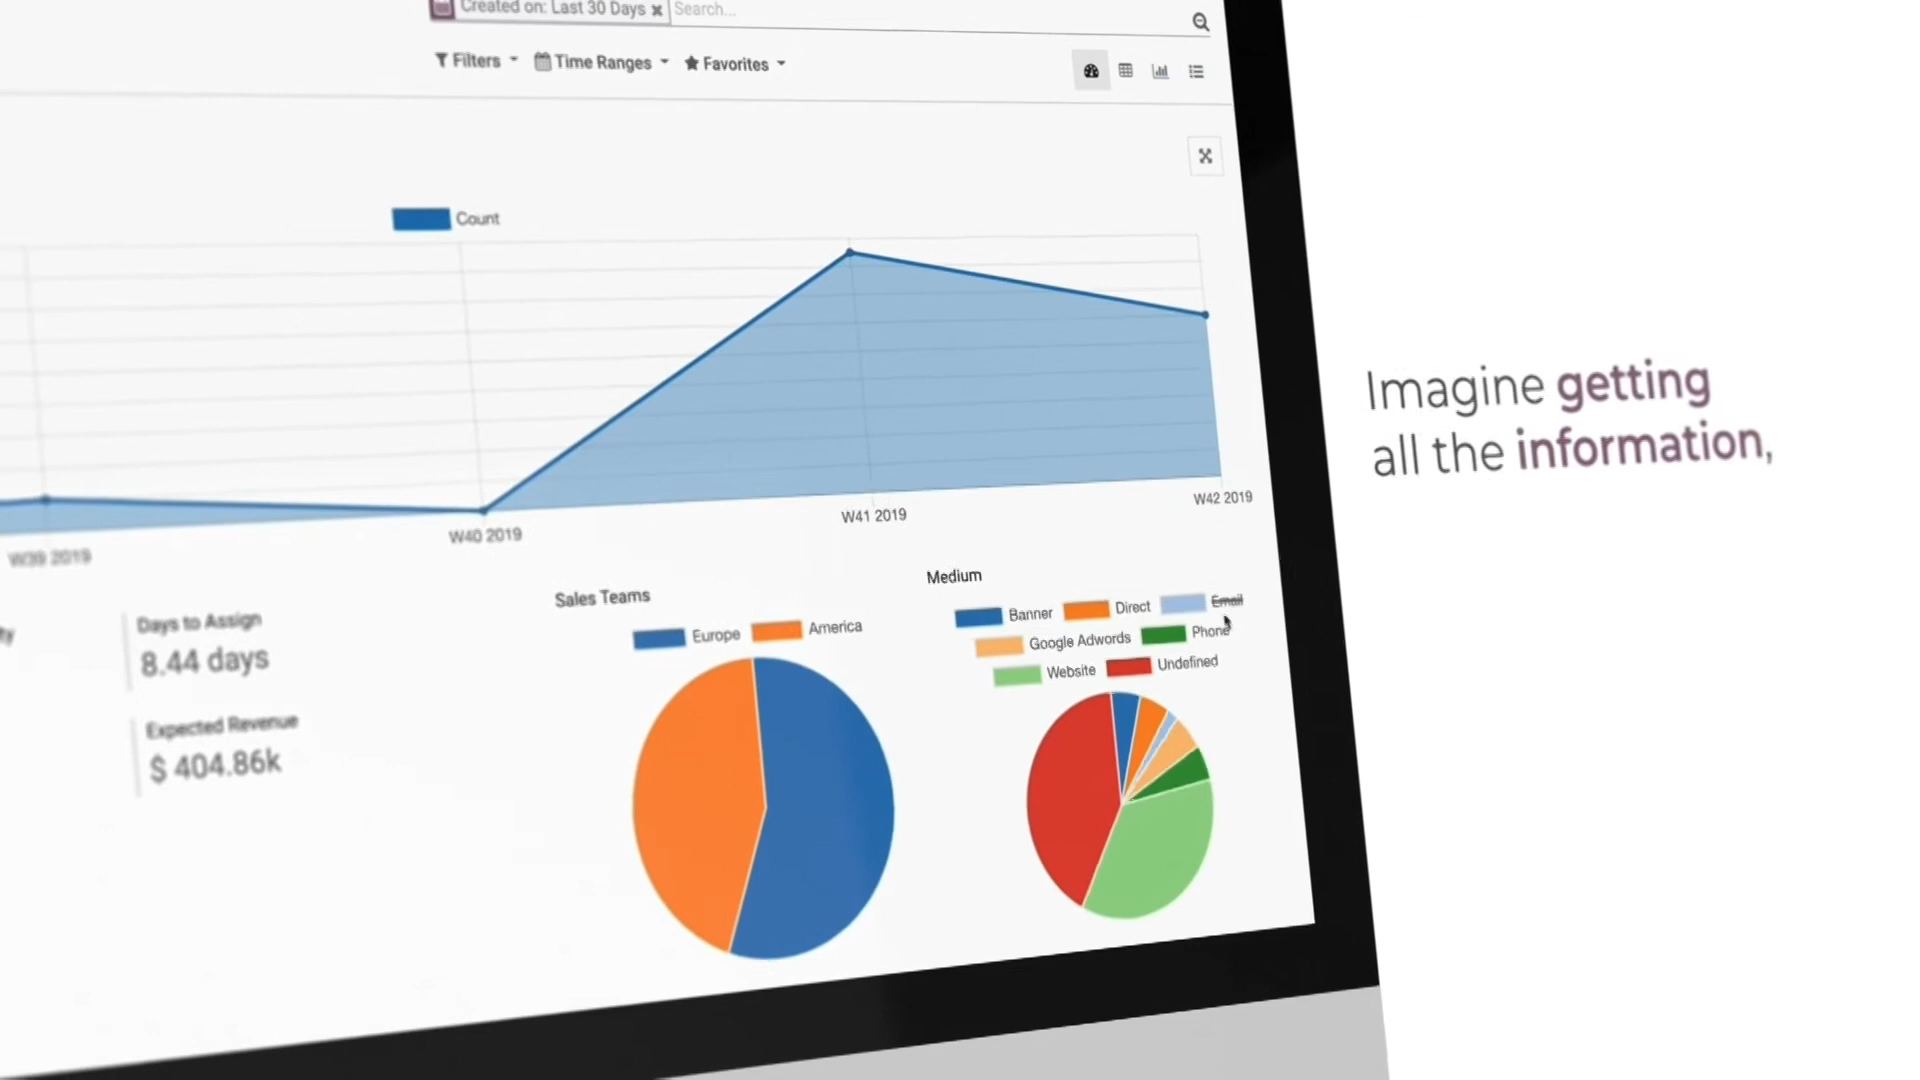 Created on: Last 30 Days × Search...
Filters Time Ranges Favorites
Count
W39 2019 W40 2019 W41 2019 W42 2019
Days to Assign
8.44 days
Expected Revenue
$ 404.86k
Sales Teams
Europe America
Medium
Banner Direct Email
Google Adwords Phone
Website Undefined
Imagine getting
all the information,